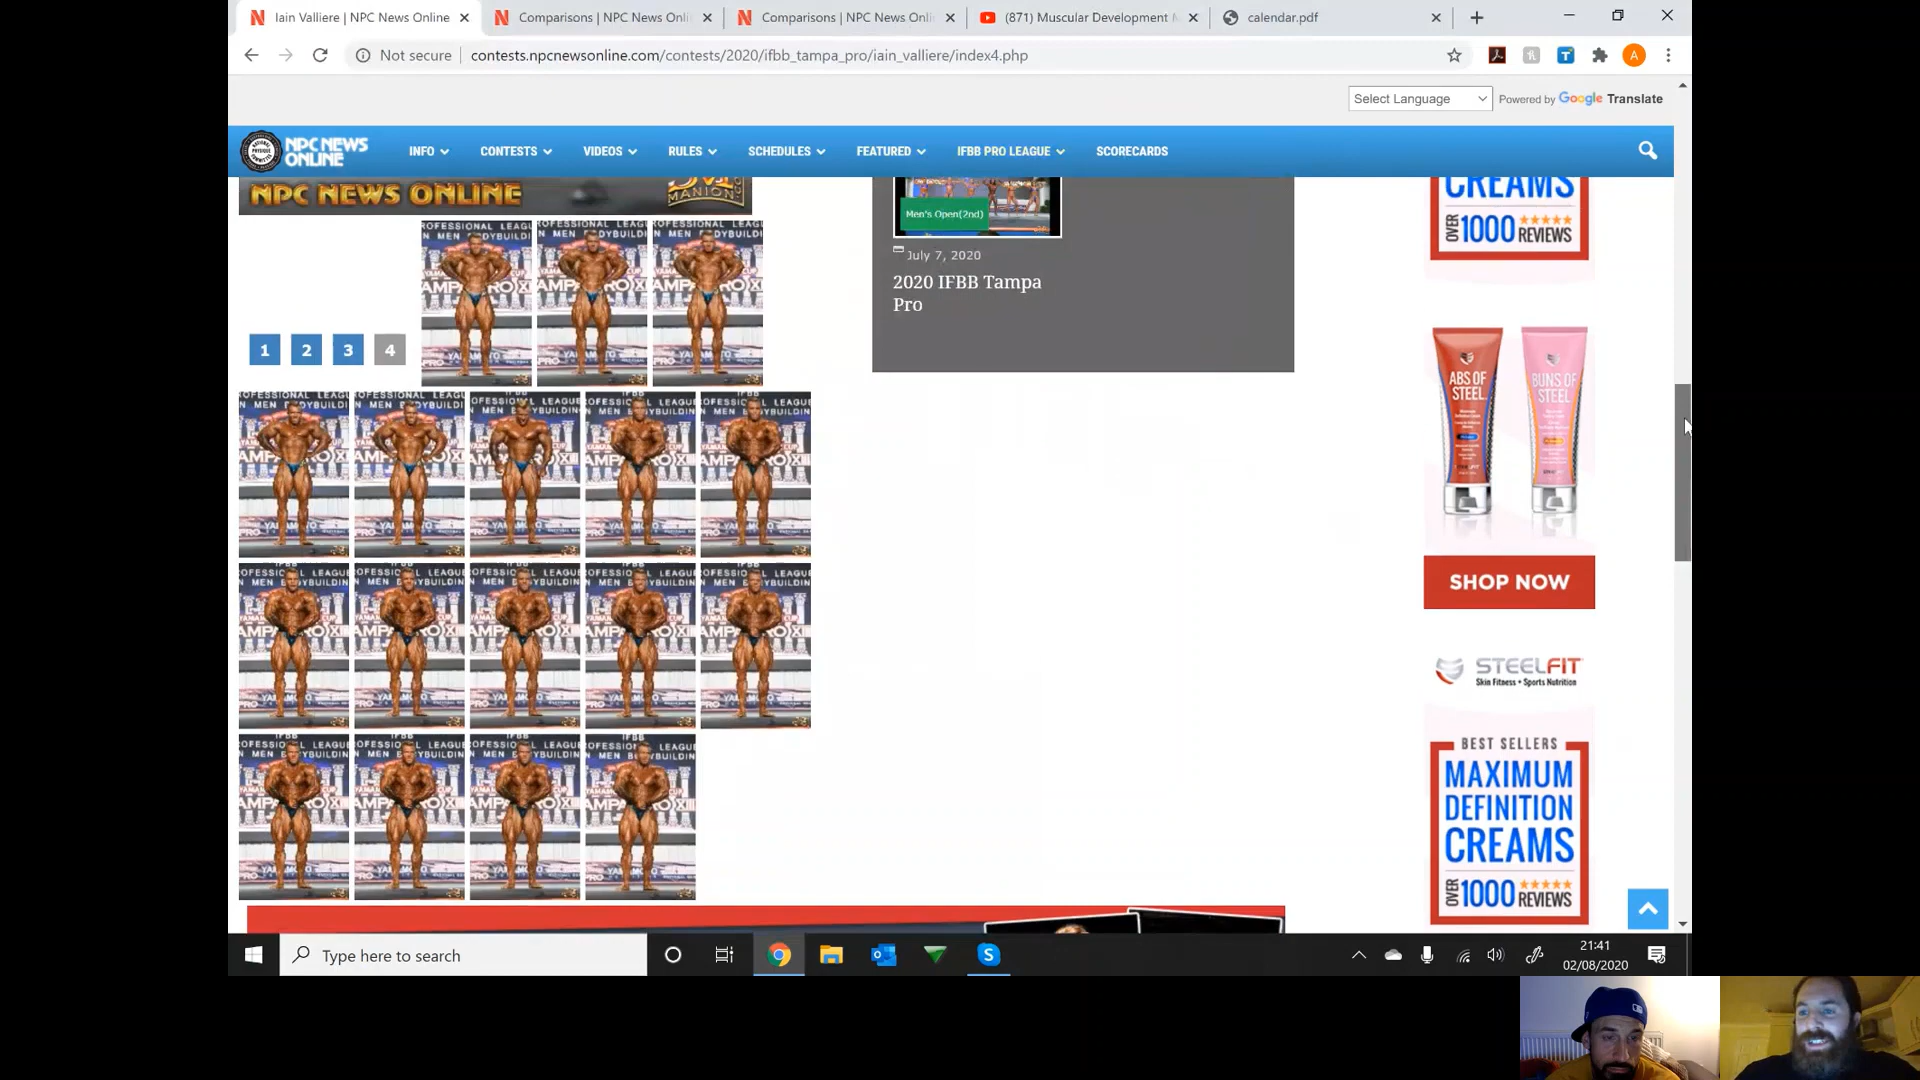 Iain Valliere | NPC News Online
Comparisons | NPC News Onli
Comparisons | NPC News Onli
(871) Muscular Development M
calendar.pdf
Not secure
contests.npcnewsonline.com/contests/2020/ifbb_tampa_pro/iain_valliere/index4.php
A
Select Language
Powered by Google Translate
NPC NEWS ONLINE
INFO
CONTESTS
VIDEOS
RULES
SCHEDULES
FEATURED
IFBB PRO LEAGUE
SCORECARDS
NPC NEWS ONLINE
MANION
Men's Open(2nd)
July 7, 2020
2020 IFBB Tampa
Pro
1 2 3 4
CREAMS
OVER 1000 REVIEWS
ABS OF
STEEL
BUNS OF
STEEL
SHOP NOW
STEELFIT
Skin Fitness + Sports Nutrition
BEST SELLERS
MAXIMUM
DEFINITION
CREAMS
OVER 1000 REVIEWS
Type here to search
21:41
02/08/2020